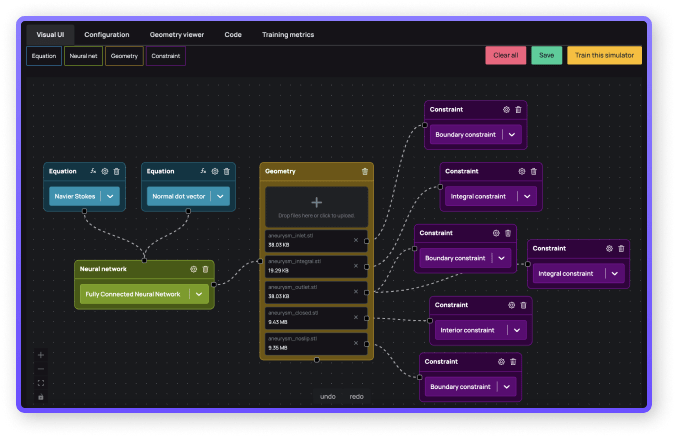 Visual UI Configuration Geometry viewer Code Training metrics
Equation Neural net Geometry Constraint Clear all Save Train this simulator
Constraint
Boundary constraint
Equation Equation Geometry Constraint
Navier Stokes Normal dot vector Integral constraint
Drop files here or click to upload
aneurysm_inlet.stl
38.03 KB
Constraint
Boundary constraint
Constraint
Integral constraint
Neural network
Fully Connected Neural Network
aneurysm_integral.stl
19.29 KB
aneurysm_outlet.stl
38.03 KB
Constraint
Interior constraint
aneurysm_closed.stl
9.43 MB
aneurysm_noslip.stl
9.35 MB
Constraint
Boundary constraint
undo redo